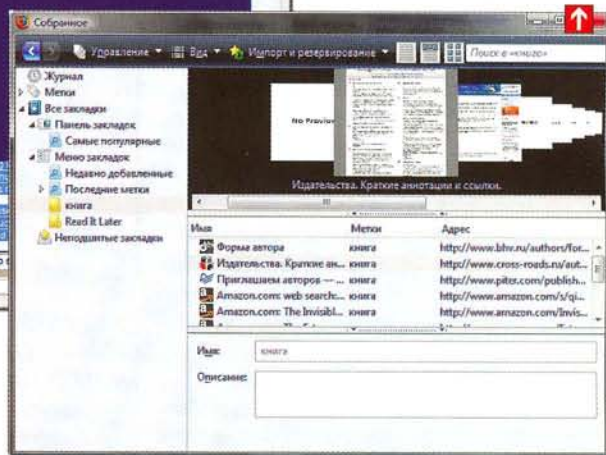 Собранное
Управление Вид Импорт и резервирование Поиск в «книга»
Журнал
Метки
Все закладки
Панель закладок
Самые популярные
Меню закладок
Недавно добавленные
Последние метки
книга
Read It Later
Неподшитые закладки
No Preview
Издательства. Краткие аннотации и ссылки.
Имя Метки Адрес
Форма автора книга http://www.bhv.ru/authors/for...
Издательства. Краткие ан... книга http://www.cross-roads.ru/aut...
Приглашаем авторов — ... книга http://www.piter.com/publish...
Amazon.com: web search:... книга http://www.amazon.com/s/qi...
Amazon.com: The Invisibl... книга http://www.amazon.com/Invis...
Имя: книга
Описание: